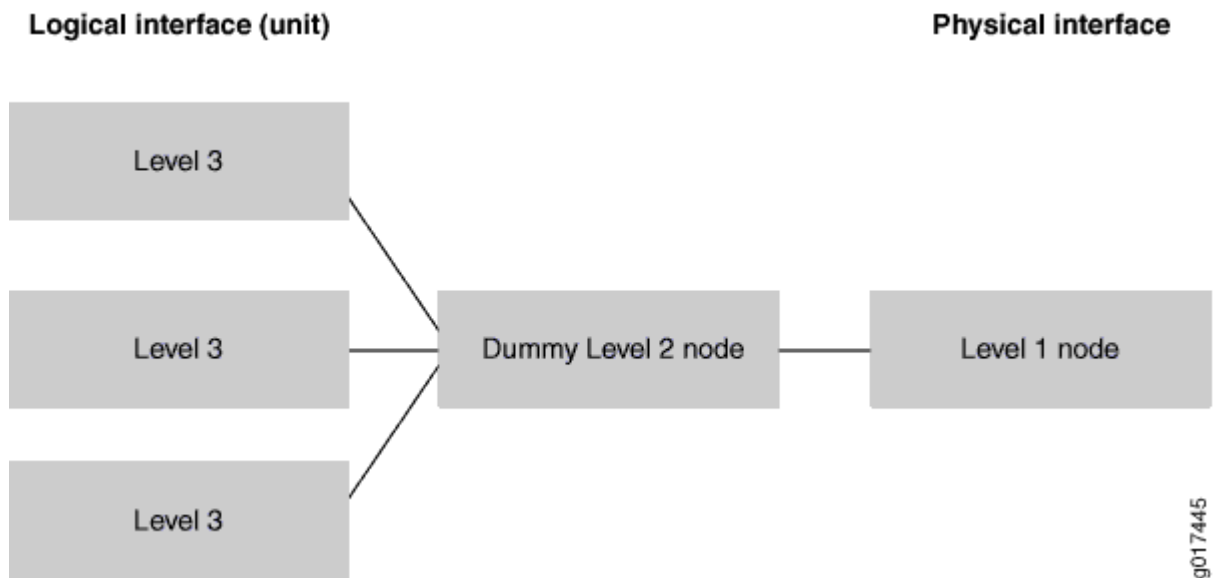 Logical interface (unit)
Physical interface
Level 3
Level 3
Dummy Level 2 node
Level 1 node
Level 3
g017445